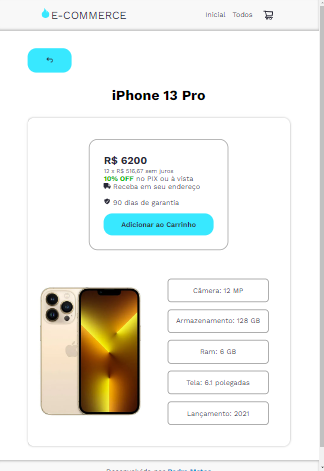 E-COMMERCE
Inicial Todos
iPhone 13 Pro
R$ 6200
12 x R$ 516,67 sem juros
10% OFF no PIX ou à vista
Receba em seu endereço
90 dias de garantia
Adicionar ao Carrinho
Câmera: 12 MP
Armazenamento: 128 GB
Ram: 6 GB
Tela: 6.1 polegadas
Lançamento: 2021